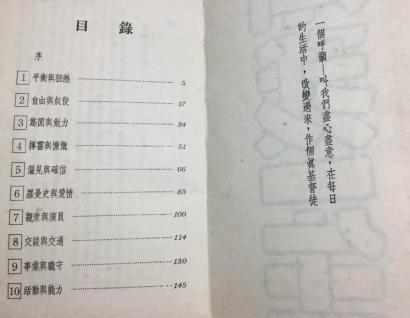 目錄
序
1 平衡與狂熱 5
2 自由與奴役 17
3 悠閒與魅力 34
4 揮霍與慷慨 51
5 偏見與確信 66
6 羅曼史與愛情 83
7 觀衆與演員 100
8 交談與交通 114
9 事業與職守 130
10 活動與能力 145
一個呼籲—叫我們盡心盡意，在每日
的生活中，改變過來，作個眞基督徒